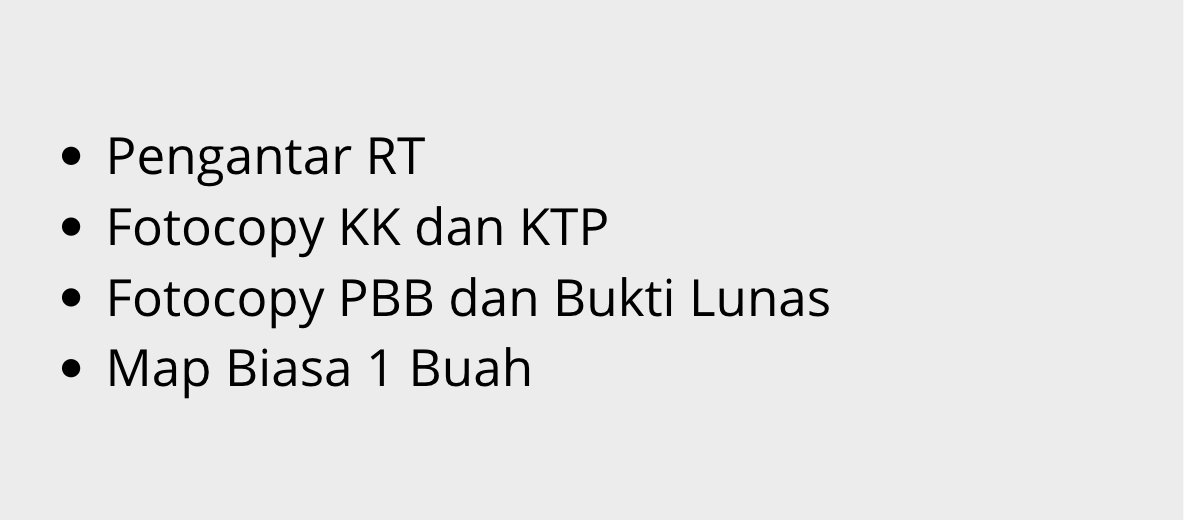 • Pengantar RT
• Fotocopy KK dan KTP
• Fotocopy PBB dan Bukti Lunas
• Map Biasa 1 Buah